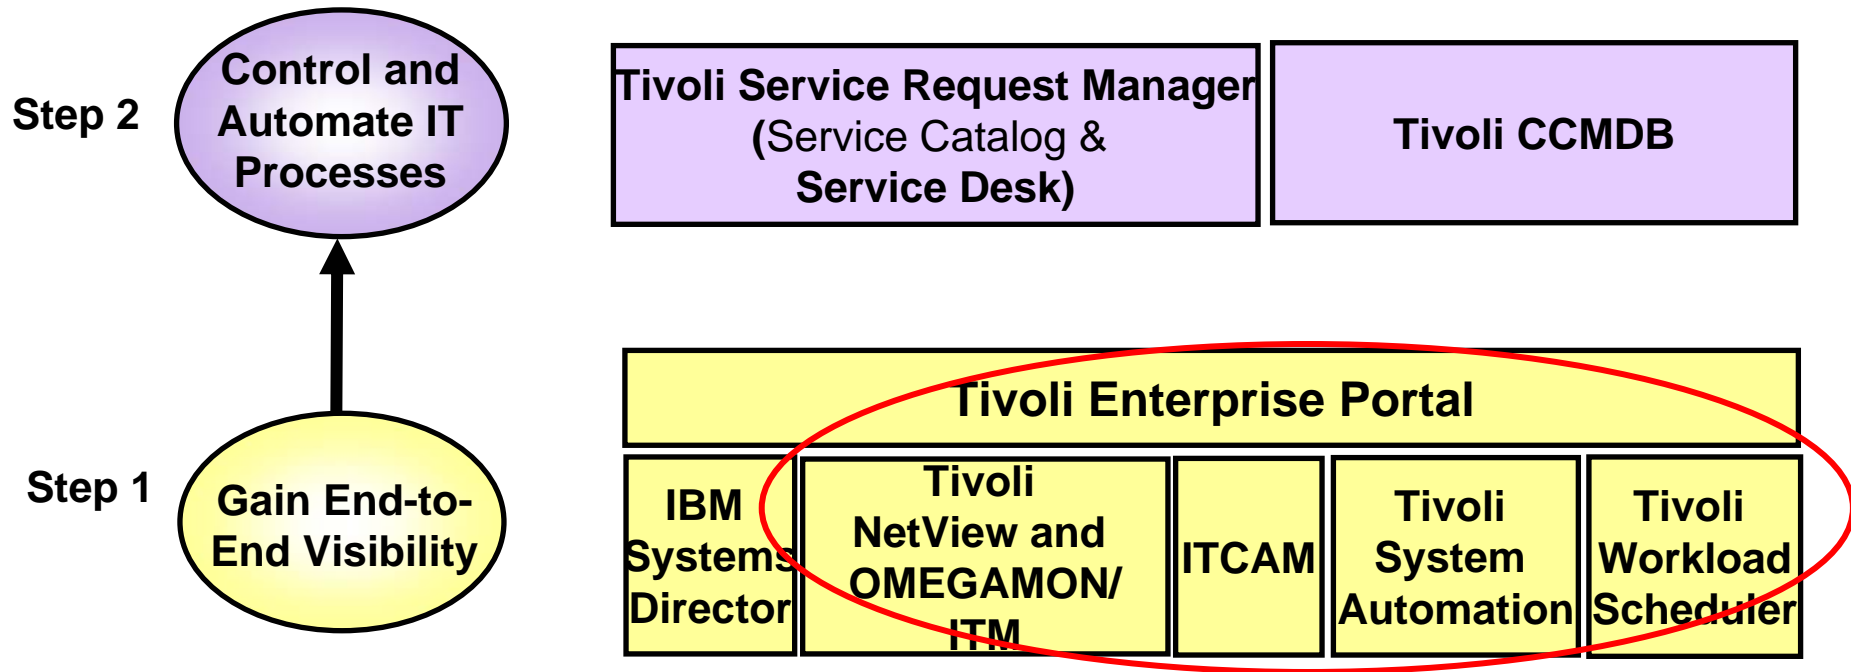 Step 2
Control and
Automate IT
Processes
Tivoli Service Request Manager
(Service Catalog &
Service Desk)
Tivoli CCMDB
Step 1
Gain End-to-
End Visibility
Tivoli Enterprise Portal
IBM
Systems
Director
Tivoli
NetView and
OMEGAMON/
ITM
ITCAM
Tivoli
System
Automation
Tivoli
Workload
Scheduler